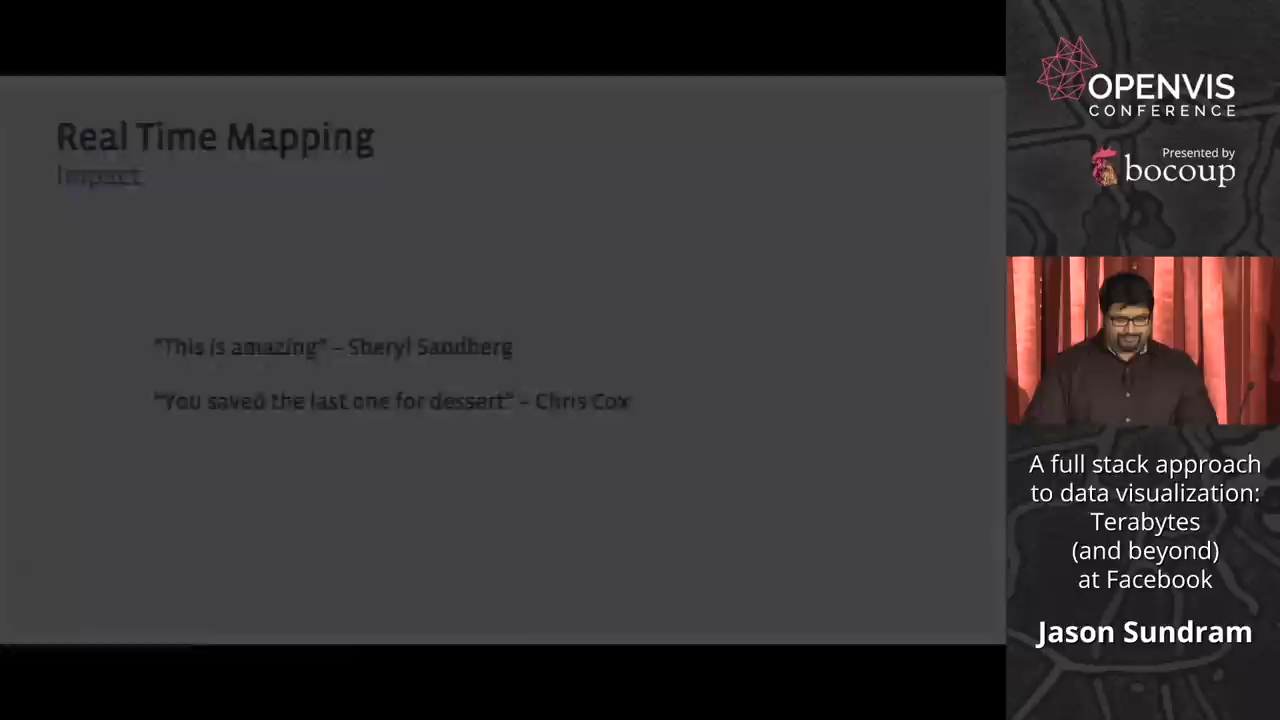 Real Time Mapping
Impact
"This is amazing" – Sheryl Sandberg
"You saved the last one for dessert" – Chris Cox
OPENVIS
CONFERENCE
Presented by
bocoup
A full stack approach
to data visualization:
Terabytes
(and beyond)
at Facebook
Jason Sundram